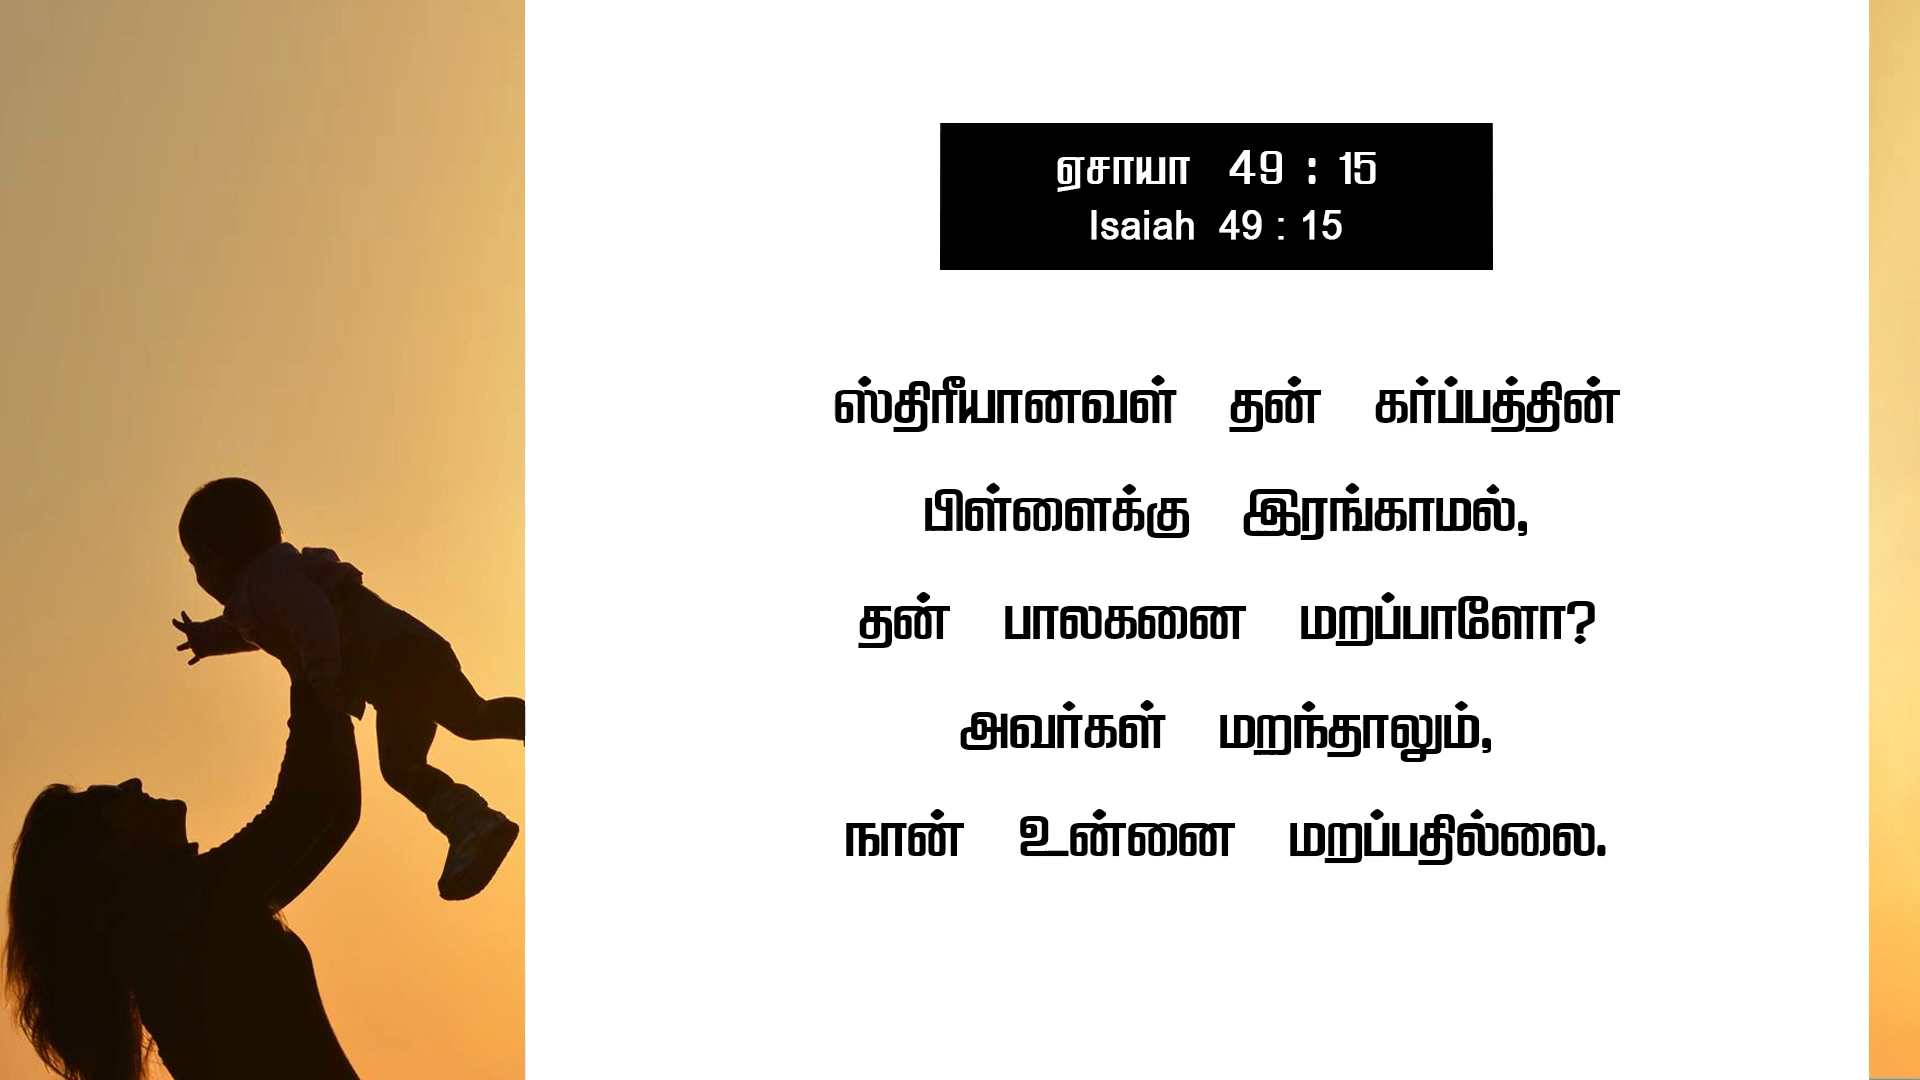 ஏசாயா 49 : 15
Isaiah 49 : 15
ஸ்திரீயானவள் தன் கர்ப்பத்தின்
பிள்ளைக்கு இரங்காமல்,
தன் பாலகனை மறப்பாளோ?
அவர்கள் மறந்தாலும்,
நான் உன்னை மறப்பதில்லை.